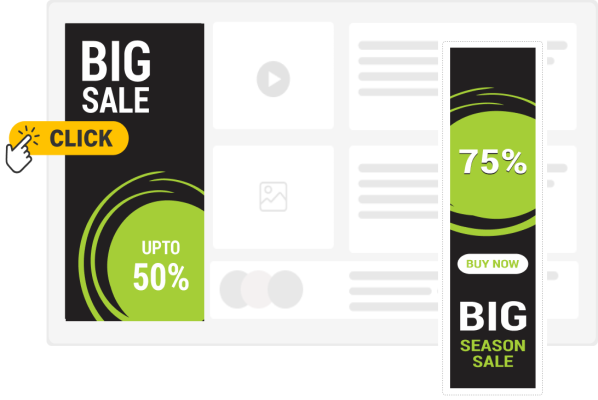 BIG
SALE
CLICK
UPTO
50%
75%
BUY NOW
BIG
SEASON
SALE